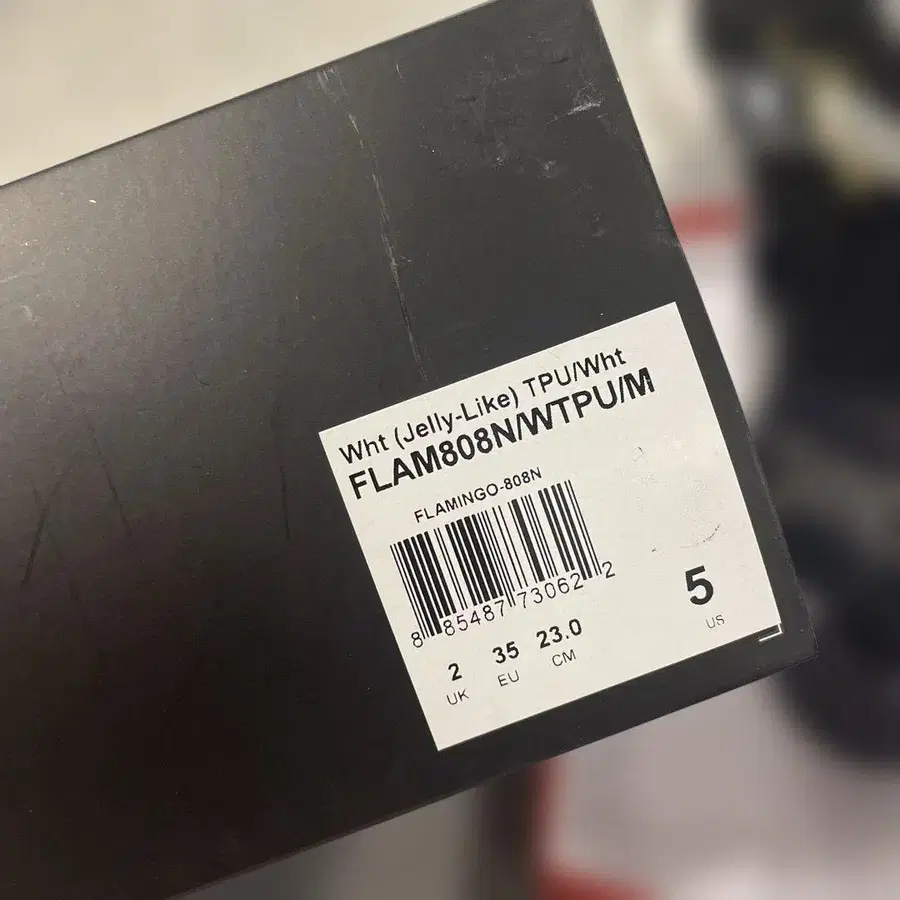 Wht (Jelly-Like) TPU/Wht
FLAM808N/WTPU/M
FLAMINGO-808N
8 85487 73062 2
2 35 23.0 5
UK EU CM US